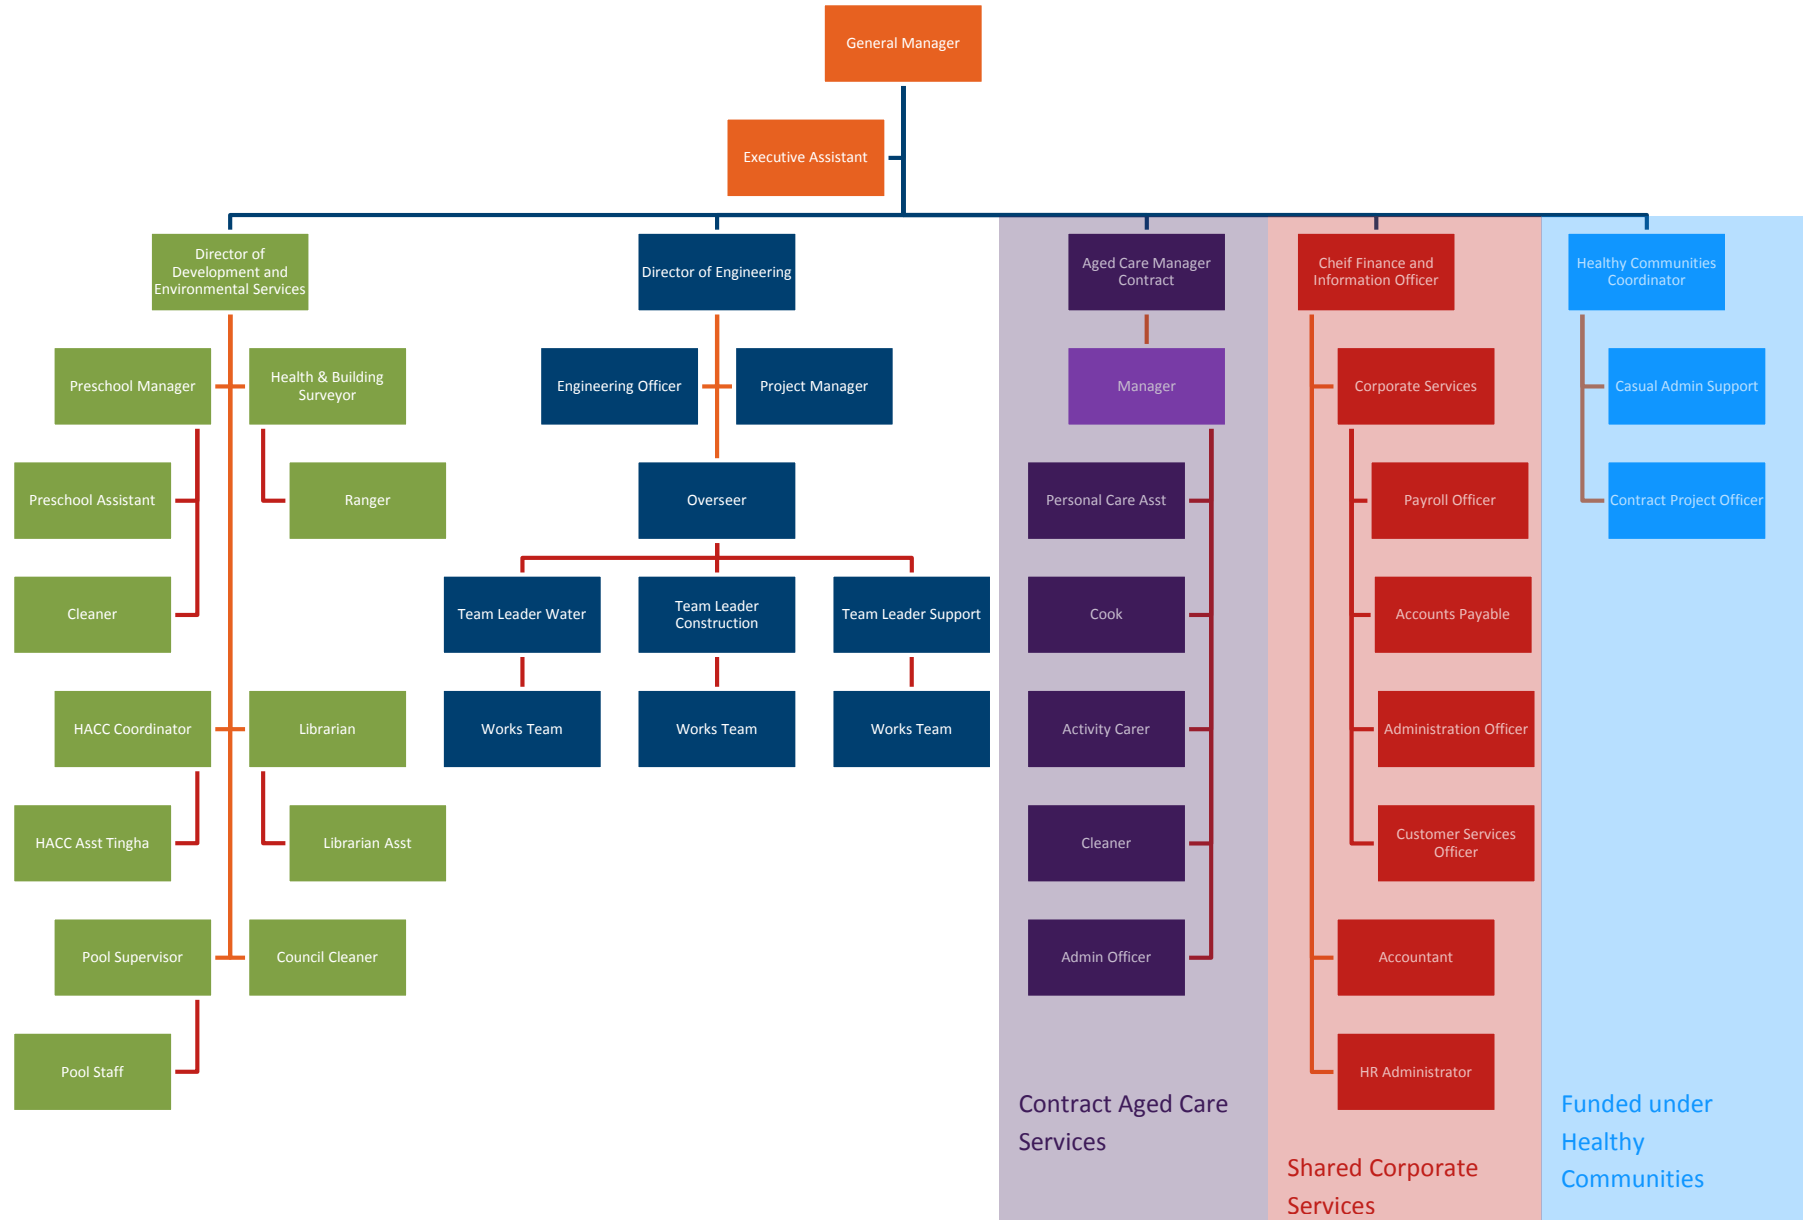 General Manager
Executive Assistant
Director of
Development and
Environmental Services
Director of Engineering
Aged Care Manager
Contract
Cheif Finance and
Information Officer
Healthy Communities
Coordinator
Preschool Manager
Health & Building
Surveyor
Engineering Officer
Project Manager
Manager
Corporate Services
Casual Admin Support
Preschool Assistant
Ranger
Overseer
Personal Care Asst
Payroll Officer
Contract Project Officer
Cleaner
Team Leader Water
Team Leader
Construction
Team Leader Support
Cook
Accounts Payable
HACC Coordinator
Librarian
Works Team
Works Team
Works Team
Activity Carer
Administration Officer
HACC Asst Tingha
Librarian Asst
Cleaner
Customer Services
Officer
Pool Supervisor
Council Cleaner
Admin Officer
Accountant
Pool Staff
HR Administrator
Contract Aged Care
Services
Shared Corporate
Services
Funded under
Healthy
Communities